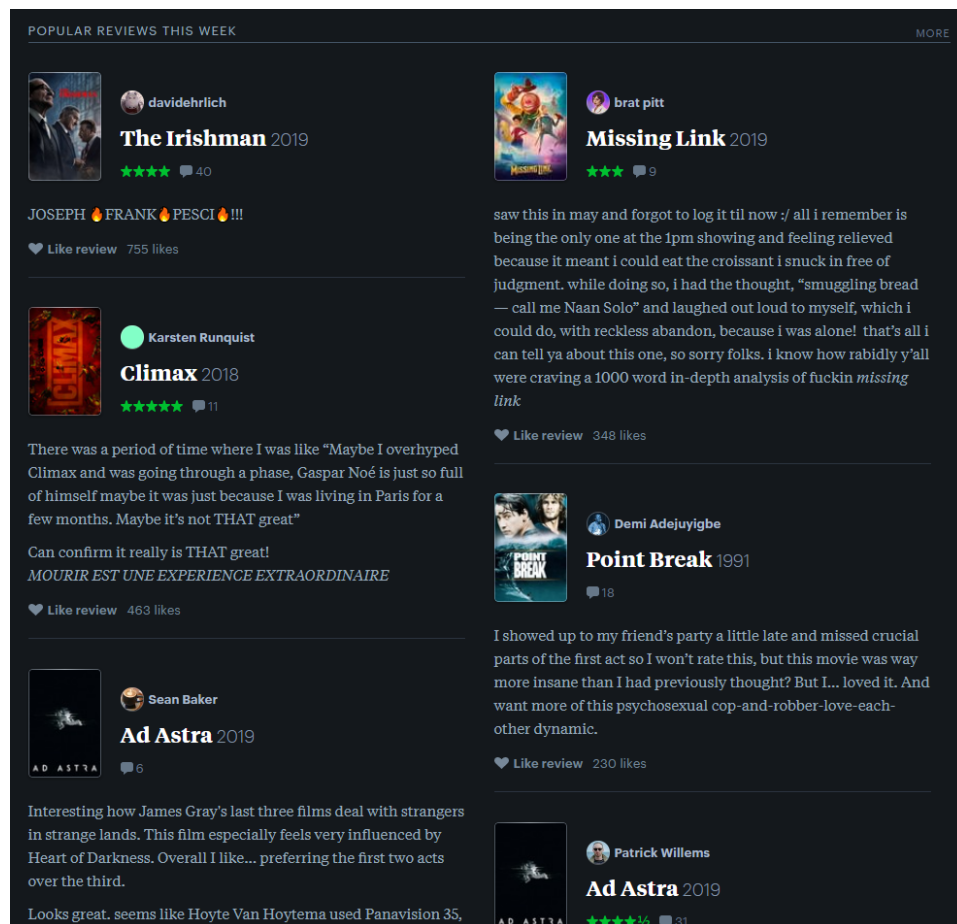 POPULAR REVIEWS THIS WEEK
MORE
davidehrlich
The Irishman 2019
★★★★ 40
JOSEPH 🔥FRANK🔥PESCI🔥!!!
Like review 755 likes
CLIMAX
Karsten Runquist
Climax 2018
★★★★★ 11
There was a period of time where I was like “Maybe I overhyped
Climax and was going through a phase, Gaspar Noé is just so full
of himself maybe it was just because I was living in Paris for a
few months. Maybe it’s not THAT great”
Can confirm it really is THAT great!
MOURIR EST UNE EXPERIENCE EXTRAORDINAIRE
Like review 463 likes
AD ASTRA
Sean Baker
Ad Astra 2019
6
Interesting how James Gray’s last three films deal with strangers
in strange lands. This film especially feels very influenced by
Heart of Darkness. Overall I like... preferring the first two acts
over the third.
Looks great. seems like Hoyte Van Hoytema used Panavision 35,
MISSING LINK
brat pitt
Missing Link 2019
★★★ 9
saw this in may and forgot to log it til now :/ all i remember is
being the only one at the 1pm showing and feeling relieved
because it meant i could eat the croissant i snuck in free of
judgment. while doing so, i had the thought, “smuggling bread
— call me Naan Solo” and laughed out loud to myself, which i
could do, with reckless abandon, because i was alone! that’s all i
can tell ya about this one, so sorry folks. i know how rabidly y’all
were craving a 1000 word in-depth analysis of fuckin missing
link
Like review 348 likes
POINT
BREAK
Demi Adejuyigbe
Point Break 1991
18
I showed up to my friend’s party a little late and missed crucial
parts of the first act so I won’t rate this, but this movie was way
more insane than I had previously thought? But I... loved it. And
want more of this psychosexual cop-and-robber-love-each-
other dynamic.
Like review 230 likes
AD ASTRA
Patrick Willems
Ad Astra 2019
★★★★½ 31